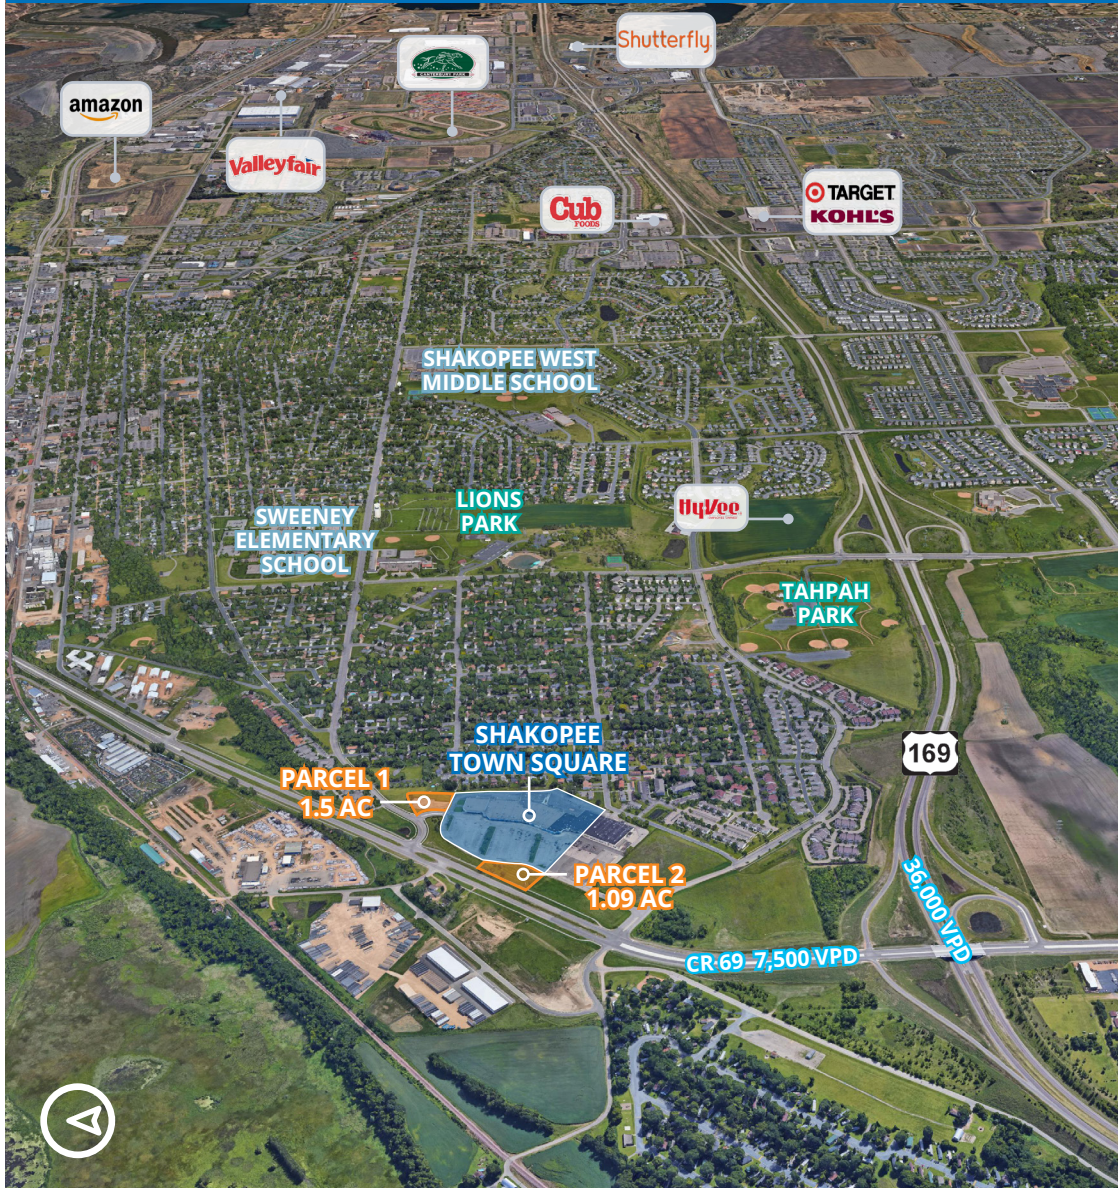 Shutterfly.
CANTERBURY PARK
amazon
Valleyfair
TARGET
KOHL'S
Cub
FOODS
SHAKOPEE WEST
MIDDLE SCHOOL
LIONS
PARK
HyVee
SWEENEY
ELEMENTARY
SCHOOL
TAHPAH
PARK
SHAKOPEE
TOWN SQUARE
169
PARCEL 1
1.5 AC
PARCEL 2
1.09 AC
36,000 VPD
CR 69 7,500 VPD